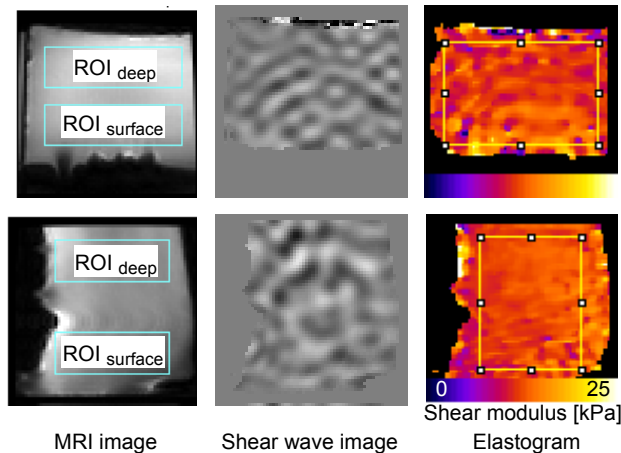 ROI deep
ROI surface
ROI deep
ROI surface
0 25
Shear modulus [kPa]
MRI image Shear wave image Elastogram